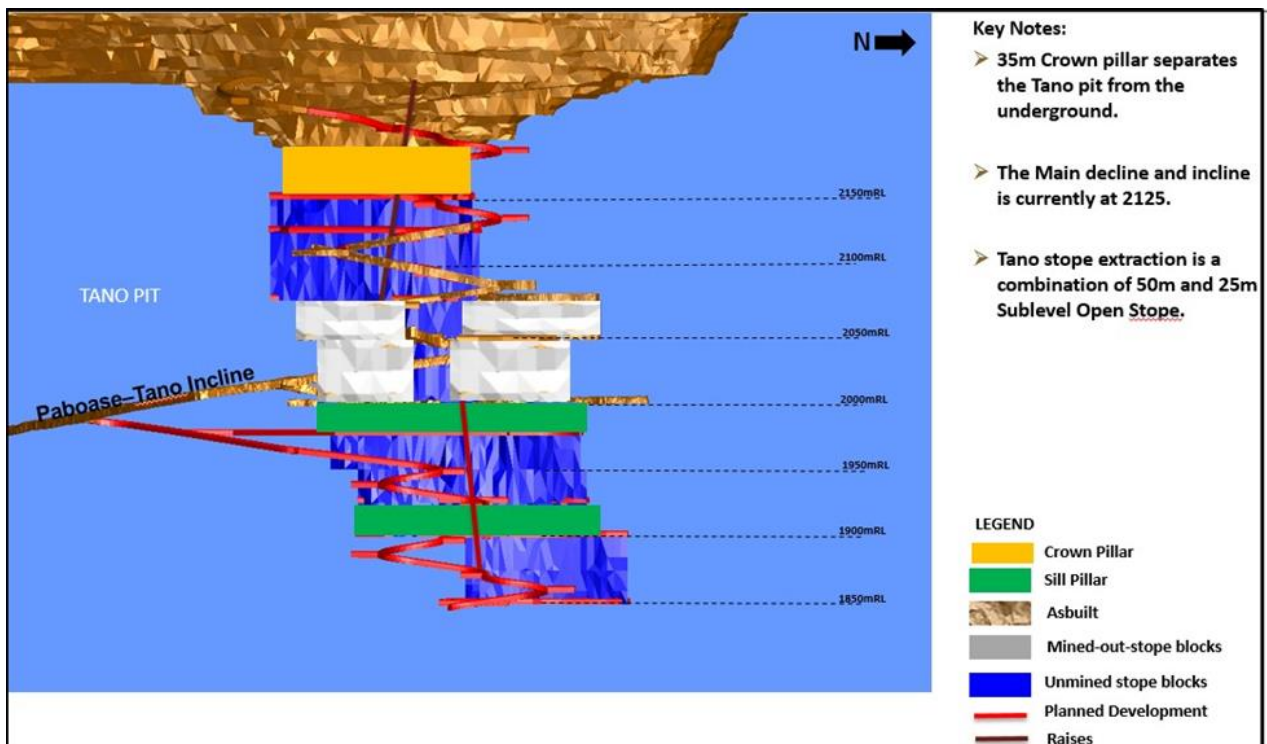 N
TANO PIT
Paboase–Tano Incline
2150mRL
2100mRL
2050mRL
2000mRL
1950mRL
1900mRL
1850mRL
Key Notes:
35m Crown pillar separates
the Tano pit from the
underground.
The Main decline and incline
is currently at 2125.
Tano stope extraction is a
combination of 50m and 25m
Sublevel Open Stope.
LEGEND
Crown Pillar
Sill Pillar
Asbuilt
Mined-out-stope blocks
Unmined stope blocks
Planned Development
Raises